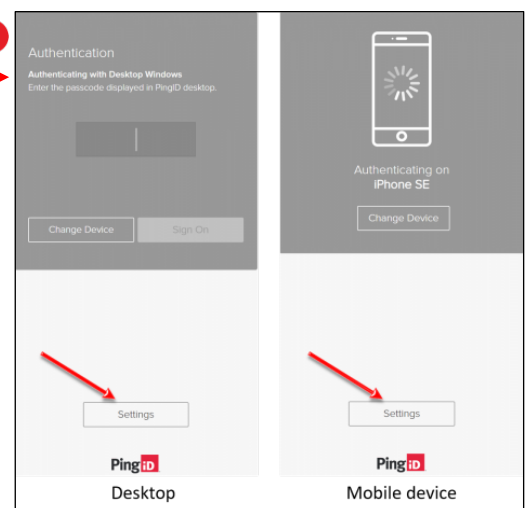 Authentication
Authenticating with Desktop Windows
Enter the passcode displayed in PingID desktop.
Change Device
Sign On
Settings
PingID
Desktop
Authenticating on
iPhone SE
Change Device
Settings
PingID
Mobile device